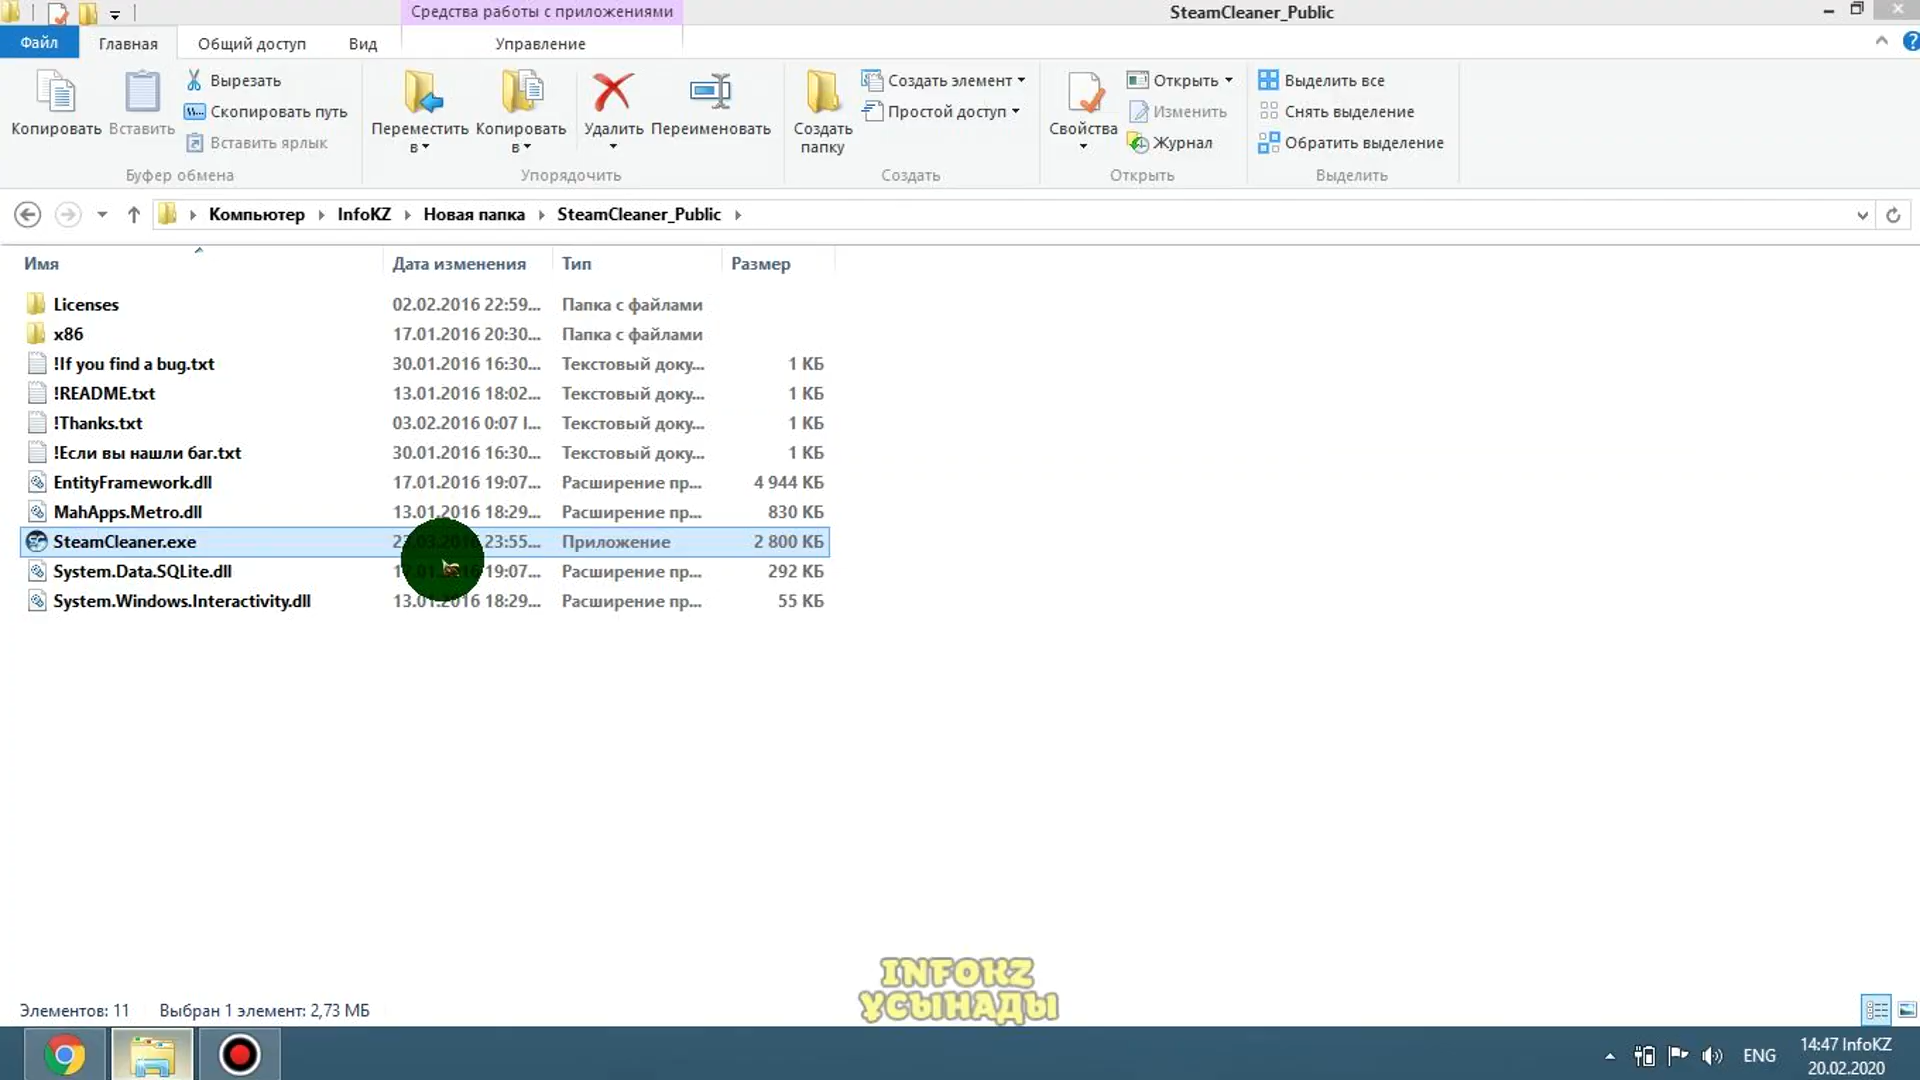 Средства работы с приложениями
SteamCleaner_Public
Файл
Главная
Общий доступ
Вид
Управление
Копировать
Вставить
Вырезать
Скопировать путь
Вставить ярлык
Буфер обмена
Переместить в
Копировать в
Удалить
Переименовать
Упорядочить
Создать папку
Создать элемент
Простой доступ
Создать
Свойства
Открыть
Изменить
Журнал
Открыть
Выделить все
Снять выделение
Обратить выделение
Выделить
Компьютер InfoKZ Новая папка SteamCleaner_Public
Имя Дата изменения Тип Размер
Licenses 02.02.2016 22:59... Папка с файлами
x86 17.01.2016 20:30... Папка с файлами
!If you find a bug.txt 30.01.2016 16:30... Текстовый доку... 1 КБ
!README.txt 13.01.2016 18:02... Текстовый доку... 1 КБ
!Thanks.txt 03.02.2016 0:07 I... Текстовый доку... 1 КБ
!Если вы нашли баг.txt 30.01.2016 16:30... Текстовый доку... 1 КБ
EntityFramework.dll 17.01.2016 19:07... Расширение пр... 4 944 КБ
MahApps.Metro.dll 13.01.2016 18:29... Расширение пр... 830 КБ
SteamCleaner.exe 23:55... Приложение 2 800 КБ
System.Data.SQLite.dll 19:07... Расширение пр... 292 КБ
System.Windows.Interactivity.dll 13.01.2016 18:29... Расширение пр... 55 КБ
INFOKZ
ҰСЫНАДЫ
Элементов: 11 Выбран 1 элемент: 2,73 МБ
ENG
14:47 InfoKZ
20.02.2020